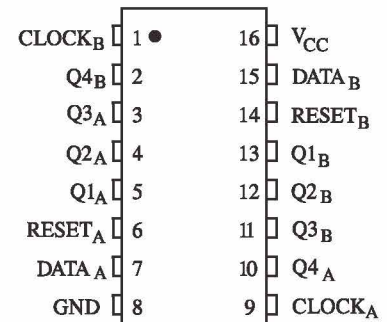 CLOCKB 1 16 VCC
Q4B 2 15 DATAB
Q3A 3 14 RESETB
Q2A 4 13 Q1B
Q1A 5 12 Q2B
RESETA 6 11 Q3B
DATAA 7 10 Q4A
GND 8 9 CLOCKA